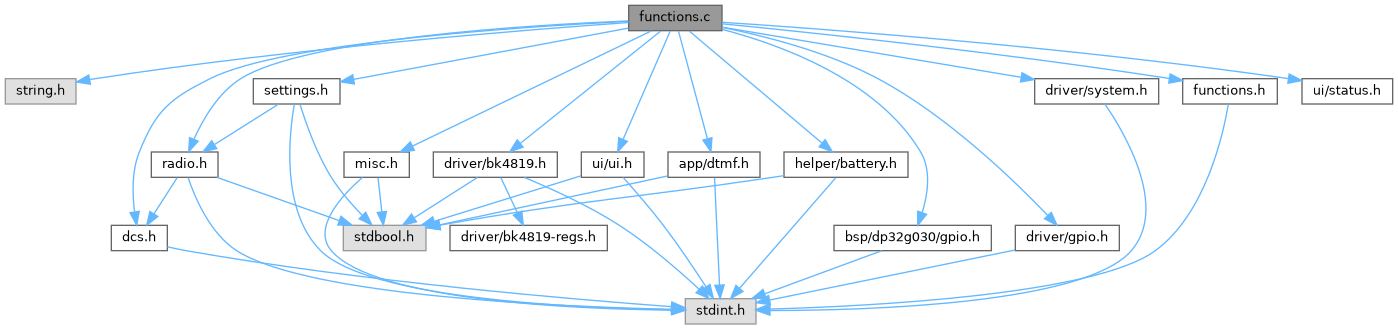 functions.c
string.h
settings.h
driver/system.h
functions.h
ui/status.h
radio.h
misc.h
driver/bk4819.h
ui/ui.h
app/dtmf.h
helper/battery.h
dcs.h
stdbool.h
driver/bk4819-regs.h
bsp/dp32g030/gpio.h
driver/gpio.h
stdint.h